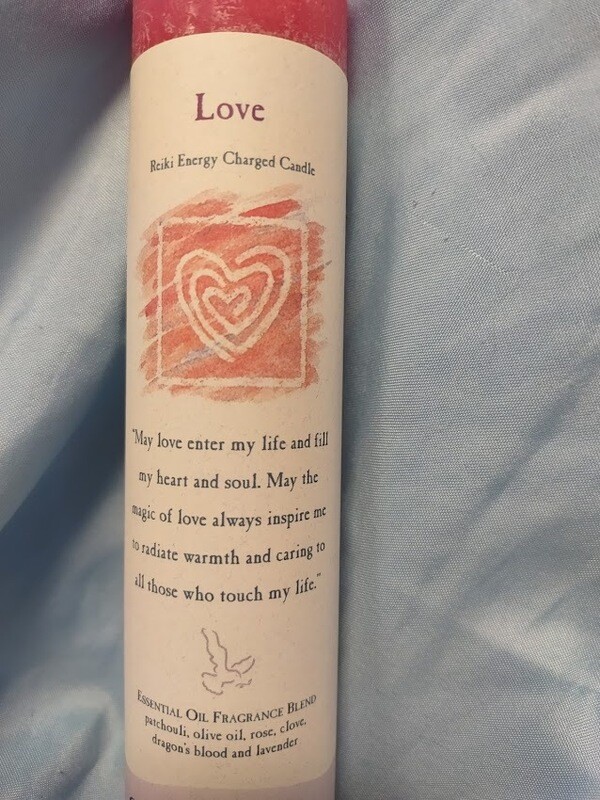 Love
Reiki Energy Charged Candle
"May love enter my life and fill
my heart and soul. May the
magic of love always inspire me
to radiate warmth and caring to
all those who touch my life."
ESSENTIAL OIL FRAGRANCE BLEND
patchouli, olive oil, rose, clove,
dragon's blood and lavender